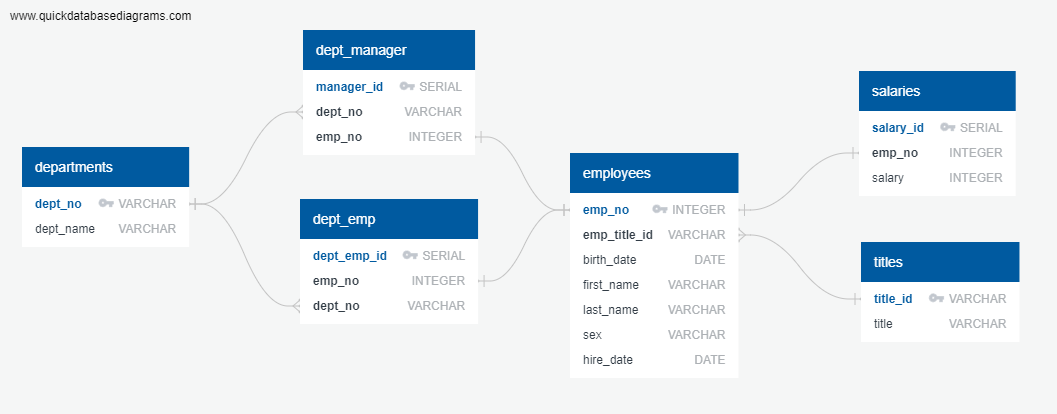 www.quickdatabasediagrams.com
departments
dept_no VARCHAR
dept_name VARCHAR
dept_manager
manager_id SERIAL
dept_no VARCHAR
emp_no INTEGER
dept_emp
dept_emp_id SERIAL
emp_no INTEGER
dept_no VARCHAR
employees
emp_no INTEGER
emp_title_id VARCHAR
birth_date DATE
first_name VARCHAR
last_name VARCHAR
sex VARCHAR
hire_date DATE
salaries
salary_id SERIAL
emp_no INTEGER
salary INTEGER
titles
title_id VARCHAR
title VARCHAR